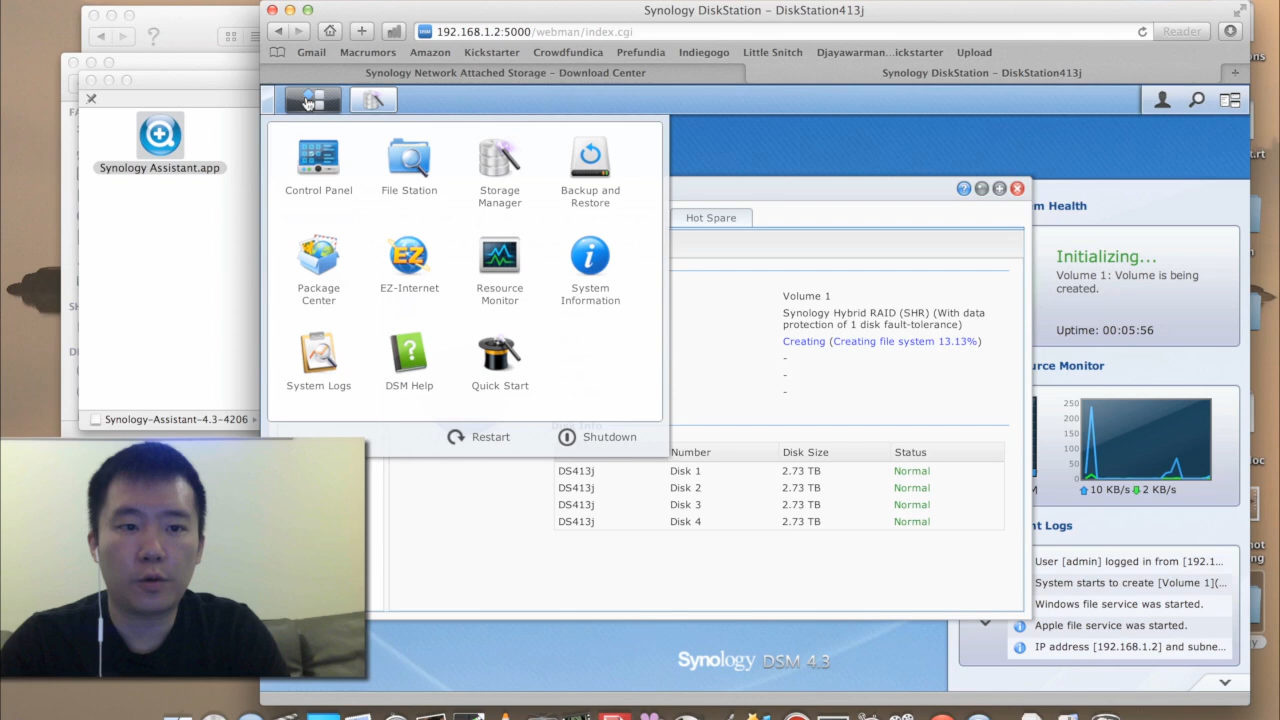 Synology DiskStation – DiskStation413j
192.168.1.2:5000/webman/index.cgi
Reader
Gmail Macrumors Amazon Kickstarter Crowdfundica Prefundia Indiegogo Little Snitch Djayawarman...ickstarter Upload
Synology Network Attached Storage – Download Center
Synology DiskStation – DiskStation413j
Synology Assistant.app
Synology-Assistant-4.3-4206
Control Panel
File Station
Storage
Manager
Backup and
Restore
Package
Center
EZ-Internet
Resource
Monitor
System
Information
System Logs
DSM Help
Quick Start
Restart
Shutdown
Hot Spare
Volume 1
Synology Hybrid RAID (SHR) (With data
protection of 1 disk fault-tolerance)
Creating (Creating file system 13.13%)
-
-
-
Number Disk Size Status
DS413j Disk 1 2.73 TB Normal
DS413j Disk 2 2.73 TB Normal
DS413j Disk 3 2.73 TB Normal
DS413j Disk 4 2.73 TB Normal
m Health
Initializing...
Volume 1: Volume is being
created.
Uptime: 00:05:56
urce Monitor
250
200
150
100
50
0
M 10 KB/s 2 KB/s
t Logs
User [admin] logged in from [192.1...
System starts to create [Volume 1](...
Windows file service was started.
Apple file service was started.
IP address [192.168.1.2] and subne...
Synology DSM 4.3